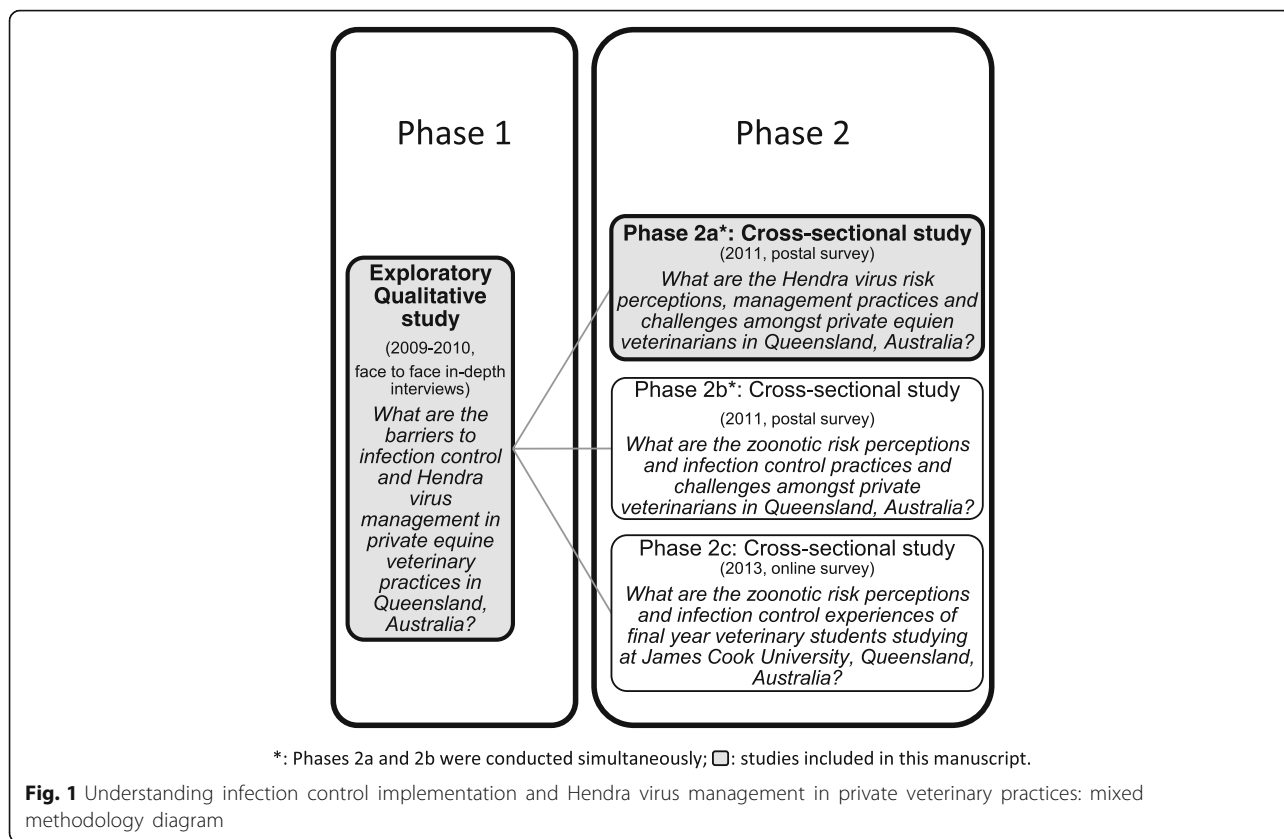 Phase 1
Exploratory
Qualitative
study
(2009-2010,
face to face in-depth
interviews)
What are the
barriers to
infection control
and Hendra
virus
management in
private equine
veterinary
practices in
Queensland,
Australia?
Phase 2
Phase 2a*: Cross-sectional study
(2011, postal survey)
What are the Hendra virus risk
perceptions, management practices and
challenges amongst private equien
veterinarians in Queensland, Australia?
Phase 2b*: Cross-sectional study
(2011, postal survey)
What are the zoonotic risk perceptions
and infection control practices and
challenges amongst private
veterinarians in Queensland, Australia?
Phase 2c: Cross-sectional study
(2013, online survey)
What are the zoonotic risk perceptions
and infection control experiences of
final year veterinary students studying
at James Cook University, Queensland,
Australia?
*: Phases 2a and 2b were conducted simultaneously; : studies included in this manuscript.
Fig. 1 Understanding infection control implementation and Hendra virus management in private veterinary practices: mixed
methodology diagram